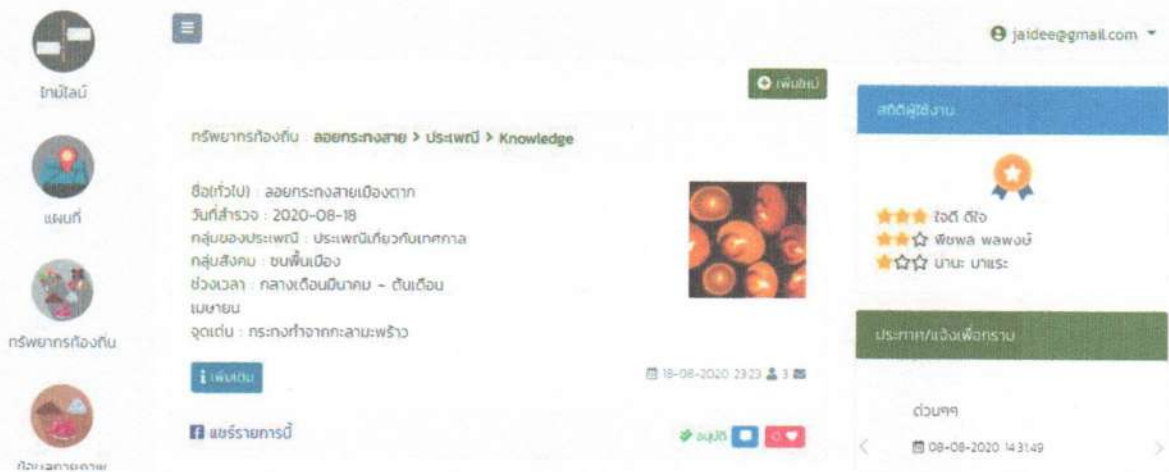 ไทม์ไลน์
แผนที่
ทรัพยากรท้องถิ่น
ข้อมูลกายภาพ
jaidee@gmail.com
เพิ่มใหม่
ทรัพยากรท้องถิ่น : ลอยกระทงสาย > ประเพณี > Knowledge
ชื่อ(ทั่วไป) : ลอยกระทงสายเมืองตาก
วันที่สำรวจ : 2020-08-18
กลุ่มของประเพณี : ประเพณีเกี่ยวกับเทศกาล
กลุ่มสังคม : ชนพื้นเมือง
ช่วงเวลา : กลางเดือนมีนาคม - ต้นเดือน
เมษายน
จุดเด่น : กระทงทำจากกะลามะพร้าว
เพิ่มเติม
18-08-2020 23:23 3
แชร์รายการนี้
อนุมัติ 0
สถิติผู้ใช้งาน
ใจดี ดีใจ
พืชพล พลพงษ์
มานะ มาแระ
ประกาศ/แจ้งเพื่อทราบ
ด่วนๆๆ
08-08-2020 14:31:49